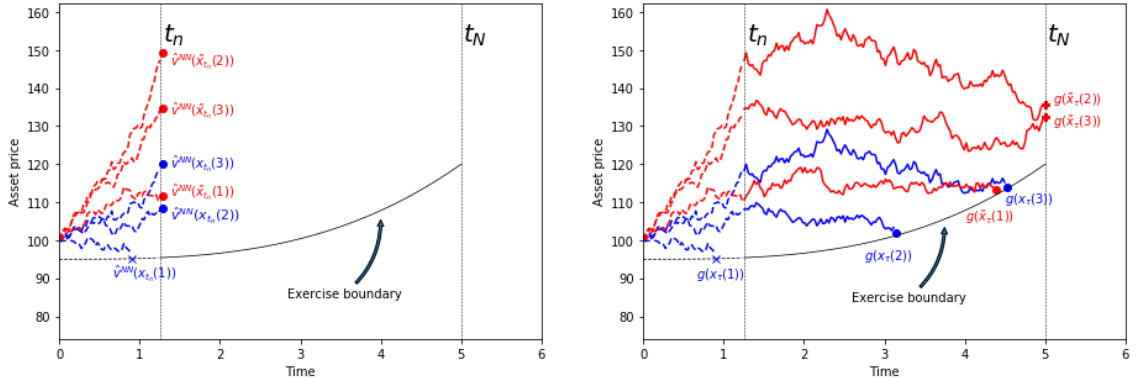 160
150
140
130
120
110
100
90
80
Asset price
0
1
2
3
4
5
6
Time
t_n
t_N
v̂^NN(x̃_{t_n}(2))
v̂^NN(x̃_{t_n}(3))
v̂^NN(x_{t_n}(3))
v̂^NN(x̃_{t_n}(1))
v̂^NN(x_{t_n}(2))
v̂^NN(x_{t_n}(1))
Exercise boundary
160
150
140
130
120
110
100
90
80
Asset price
0
1
2
3
4
5
6
Time
t_n
t_N
g(x̃_τ(2))
g(x̃_τ(3))
g(x_τ(3))
g(x̃_τ(1))
g(x_τ(2))
g(x_τ(1))
Exercise boundary